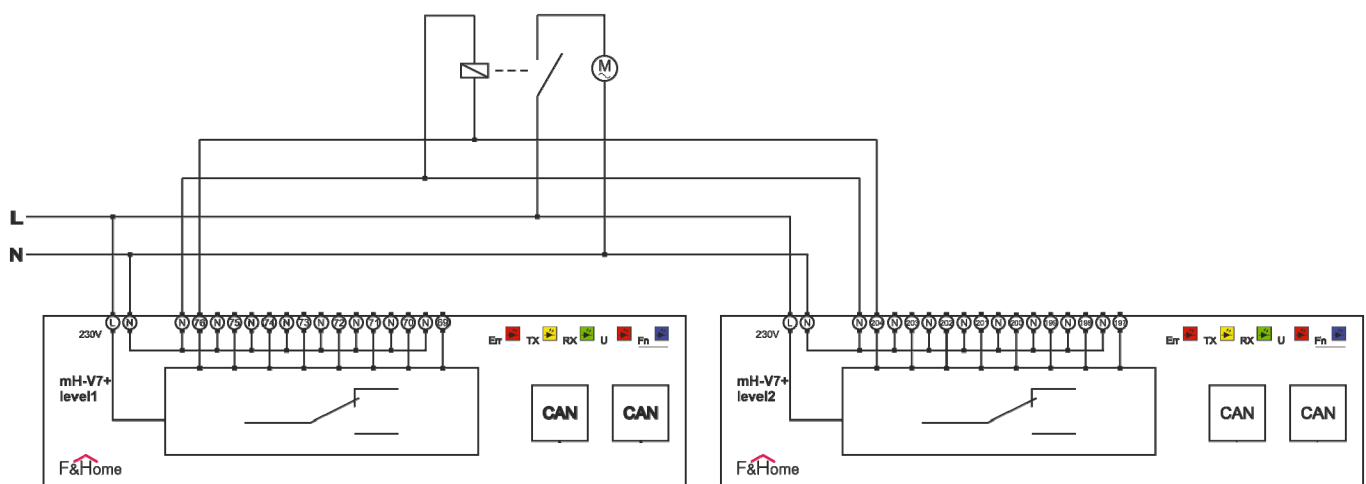 M
L
N
L N N 76 N 75 N 74 N 73 N 72 N 71 N 70 N 69
230V
Err TX RX U Fn
mH-V7+
level1
CAN CAN
F&Home
L N N 204 N 203 N 202 N 201 N 200 N 199 N 198 N 197
230V
Err TX RX U Fn
mH-V7+
level2
CAN CAN
F&Home